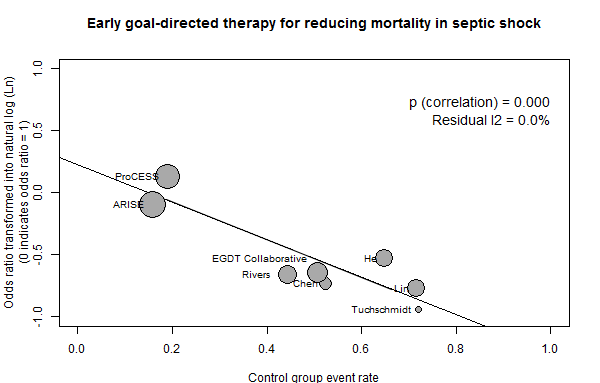 Early goal-directed therapy for reducing mortality in septic shock
p (correlation) = 0.000
Residual I2 = 0.0%
Odds ratio transformed into natural log (Ln)
(0 indicates odds ratio = 1)
1.0
0.5
0.0
-0.5
-1.0
ProCESS
ARISE
EGDT Collaborative
He
Rivers
Chen
Lin
Tuchschmidt
0.0 0.2 0.4 0.6 0.8 1.0
Control group event rate